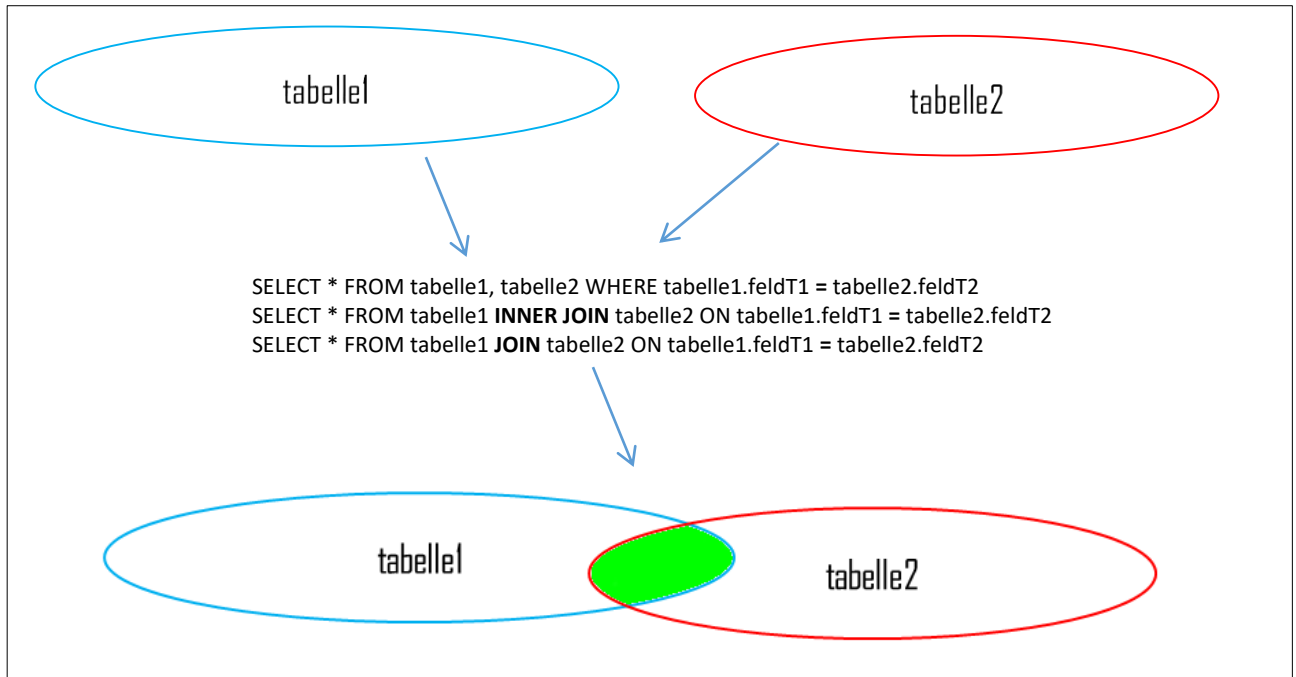 tabelle1
tabelle2
SELECT * FROM tabelle1, tabelle2 WHERE tabelle1.feldT1 = tabelle2.feldT2
SELECT * FROM tabelle1 INNER JOIN tabelle2 ON tabelle1.feldT1 = tabelle2.feldT2
SELECT * FROM tabelle1 JOIN tabelle2 ON tabelle1.feldT1 = tabelle2.feldT2
tabelle1
tabelle2